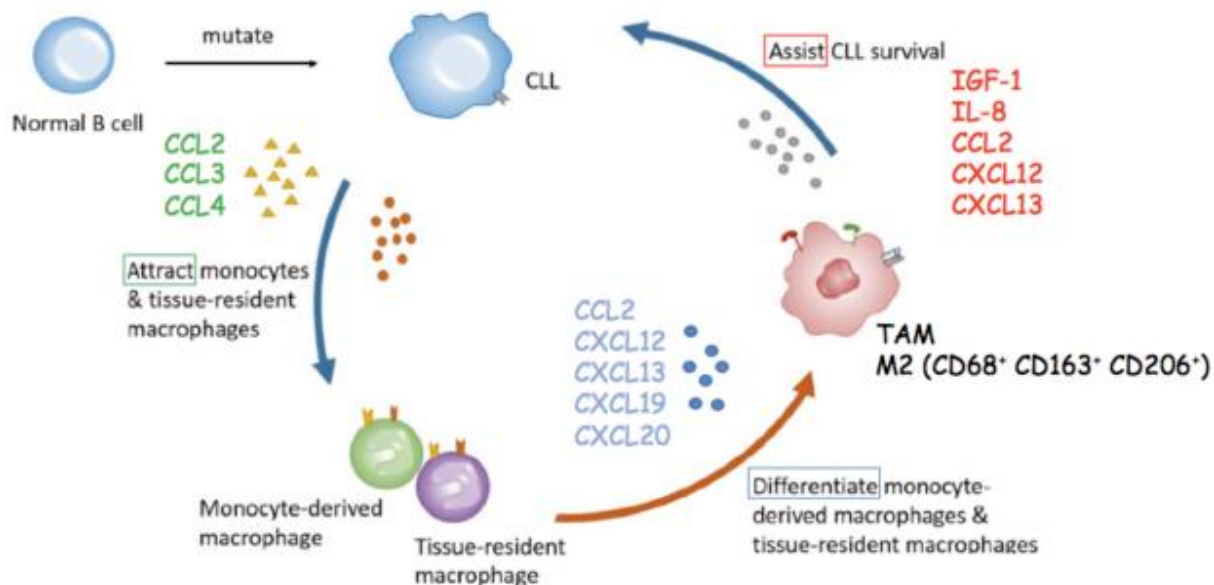 mutate
Normal B cell
CLL
Assist CLL survival
IGF-1
IL-8
CCL2
CXCL12
CXCL13
CCL2
CCL3
CCL4
Attract monocytes
& tissue-resident
macrophages
CCL2
CXCL12
CXCL13
CXCL19
CXCL20
TAM
M2 (CD68⁺ CD163⁺ CD206⁺)
Monocyte-derived
macrophage
Tissue-resident
macrophage
Differentiate monocyte-
derived macrophages &
tissue-resident macrophages